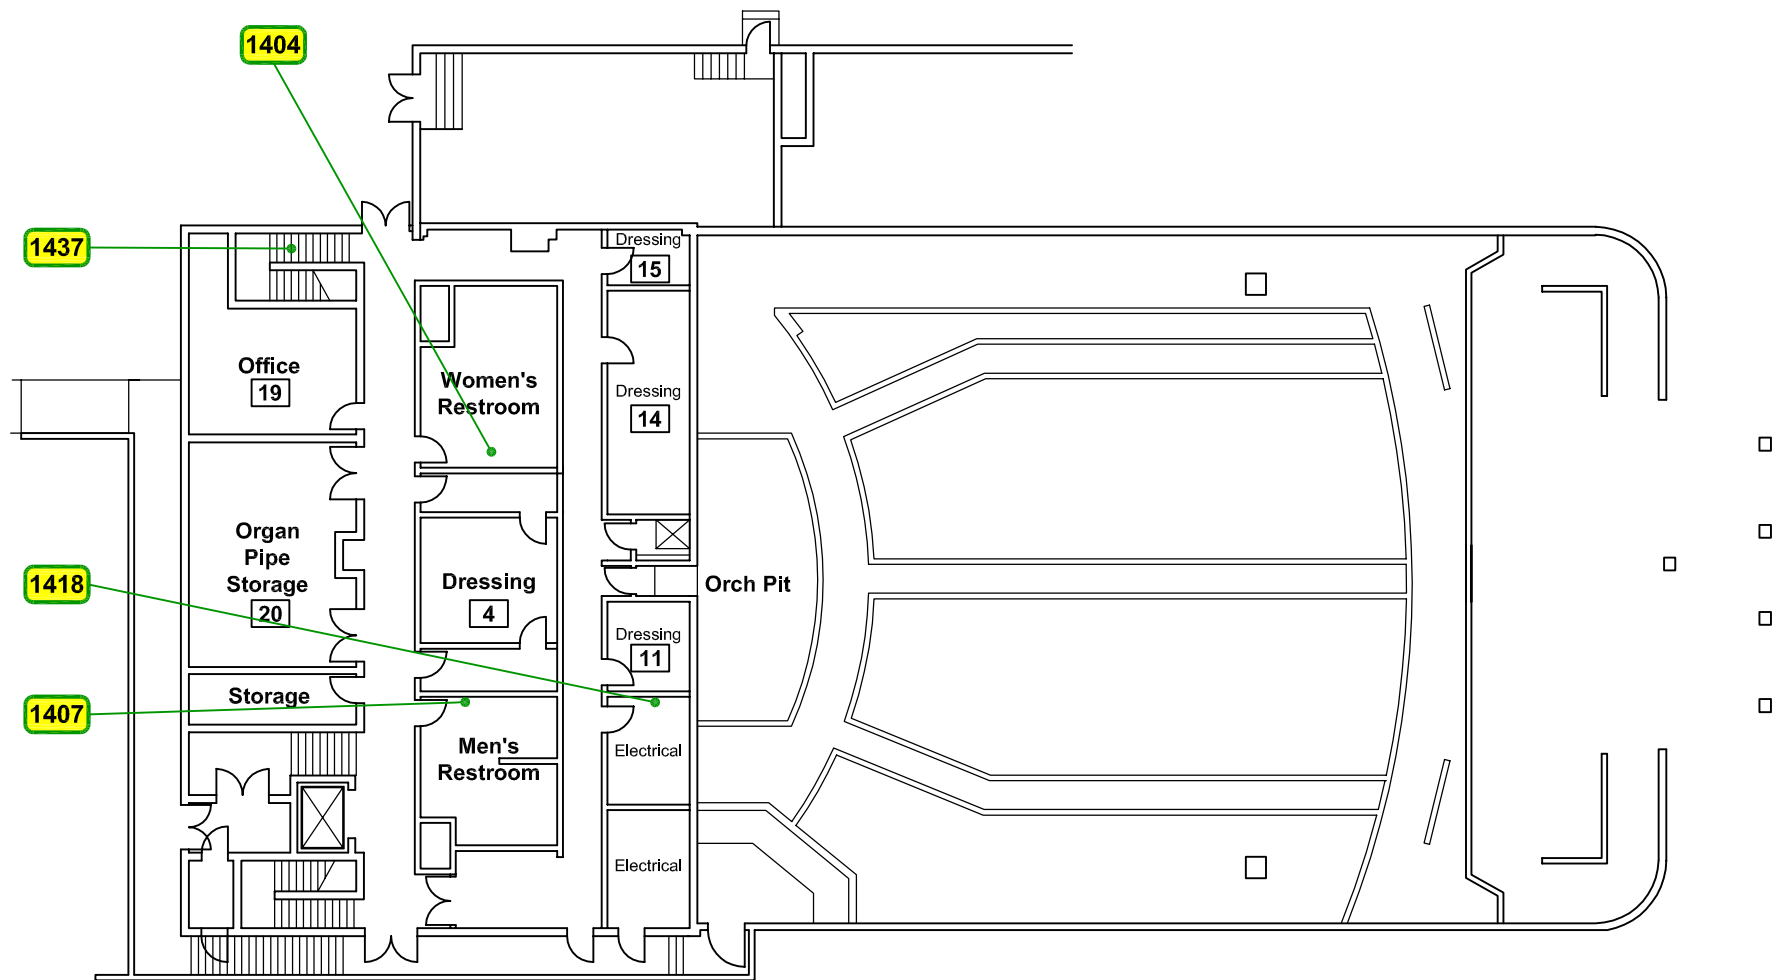 1404
1437
Dressing
15
Office
19
Women's
Restroom
Dressing
14
Organ
Pipe
Storage
20
1418
Dressing
4
Orch Pit
Dressing
11
Storage
1407
Men's
Restroom
Electrical
Electrical